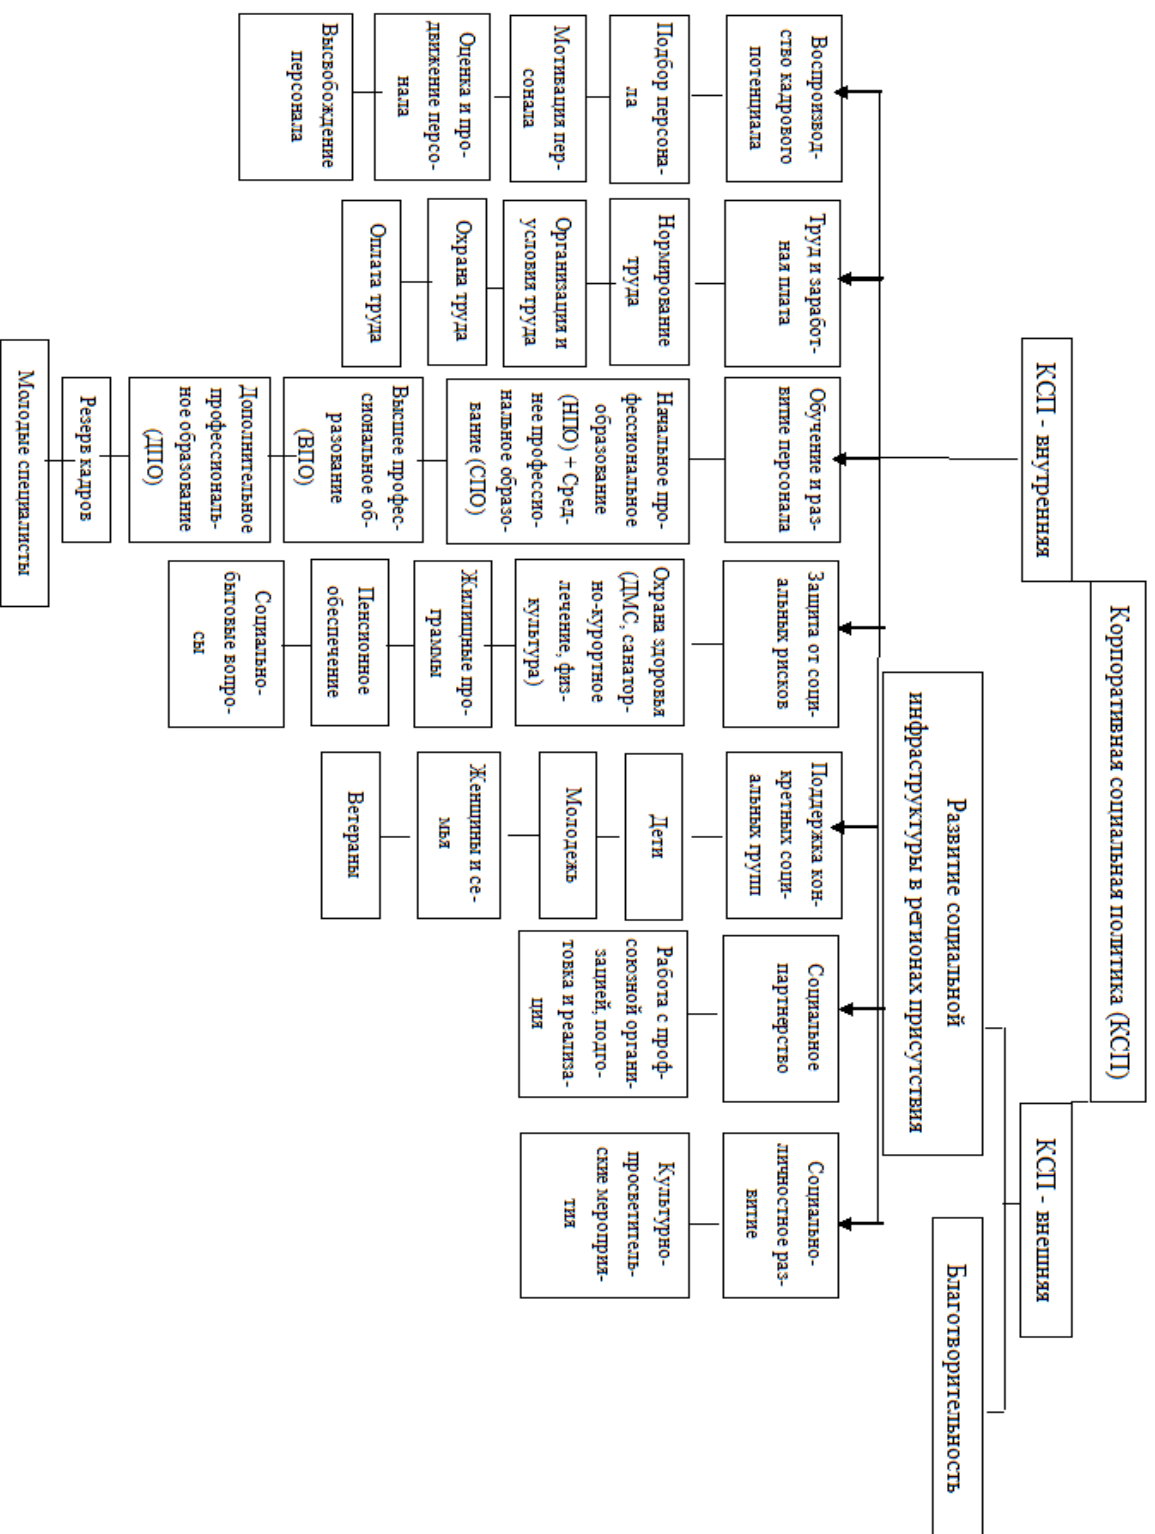 Корпоративная социальная политика (КСП)
КСП - внутренняя
КСП - внешняя
Развитие социальной
инфраструктуры в регионах присутствия
Благотворительность
Воспроизвод-
ство кадрового
потенциала
Подбор персона-
ла
Мотивация пер-
сонала
Оценка и про-
движение персо-
нала
Высвобождение
персонала
Труд и заработ-
ная плата
Нормирование
труда
Организация и
условия труда
Охрана труда
Оплата труда
Обучение и раз-
витие персонала
Начальное про-
фессиональное
образование
(НПО) + Сред-
нее профессио-
нальное образо-
вание (СПО)
Высшее профес-
сиональное об-
разование
(ВПО)
Дополнительное
профессиональ-
ное образование
(ДПО)
Резерв кадров
Молодые специалисты
Защита от соци-
альных рисков
Охрана здоровья
(ДМС, санатор-
но-курортное
лечение, физ-
культура)
Жилищные про-
граммы
Пенсионное
обеспечение
Социально-
бытовые вопро-
сы
Поддержка кон-
кретных соци-
альных групп
Дети
Молодежь
Женщины и се-
мья
Ветераны
Социальное
партнерство
Работа с проф-
союзной органи-
зацией, подго-
товка и реализа-
ция
Социально-
личностное раз-
витие
Культурно-
просветитель-
ские мероприя-
тия